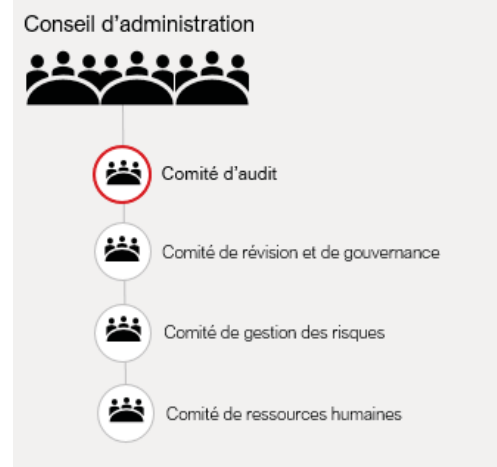 Conseil d'administration
Comité d'audit
Comité de révision et de gouvernance
Comité de gestion des risques
Comité de ressources humaines